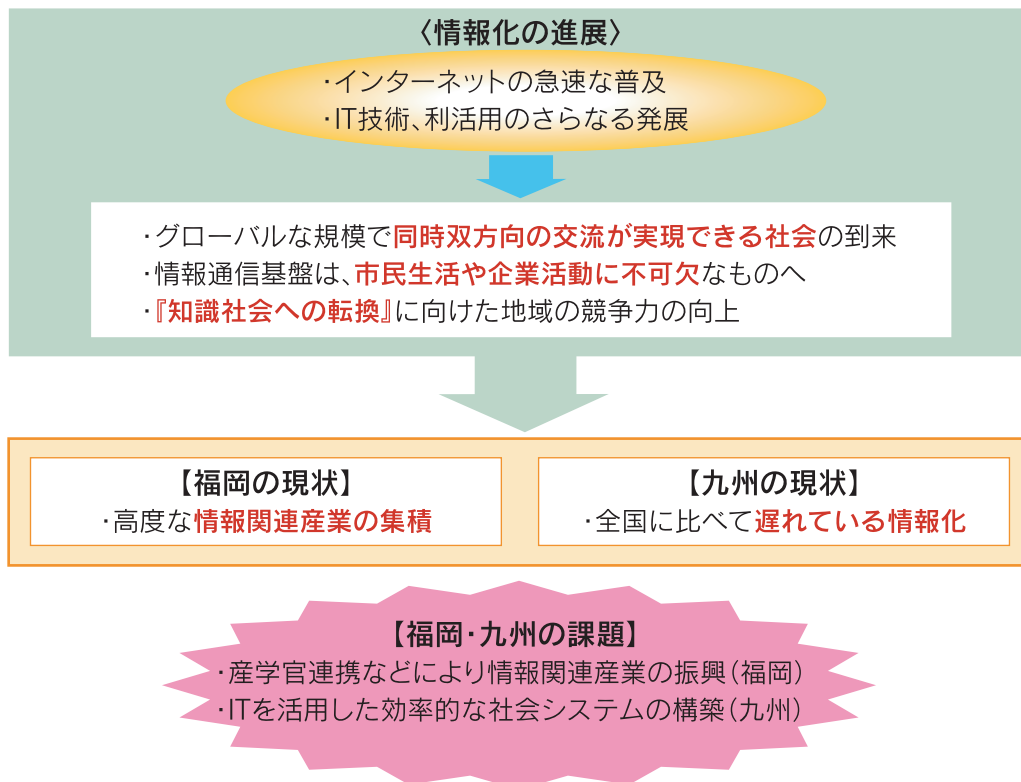 〈情報化の進展〉
・インターネットの急速な普及
・IT技術、利活用のさらなる発展
・グローバルな規模で同時双方向の交流が実現できる社会の到来
・情報通信基盤は、市民生活や企業活動に不可欠なものへ
・『知識社会への転換』に向けた地域の競争力の向上
【福岡の現状】
・高度な情報関連産業の集積
【九州の現状】
・全国に比べて遅れている情報化
【福岡・九州の課題】
・産学官連携などにより情報関連産業の振興（福岡）
・ITを活用した効率的な社会システムの構築（九州）